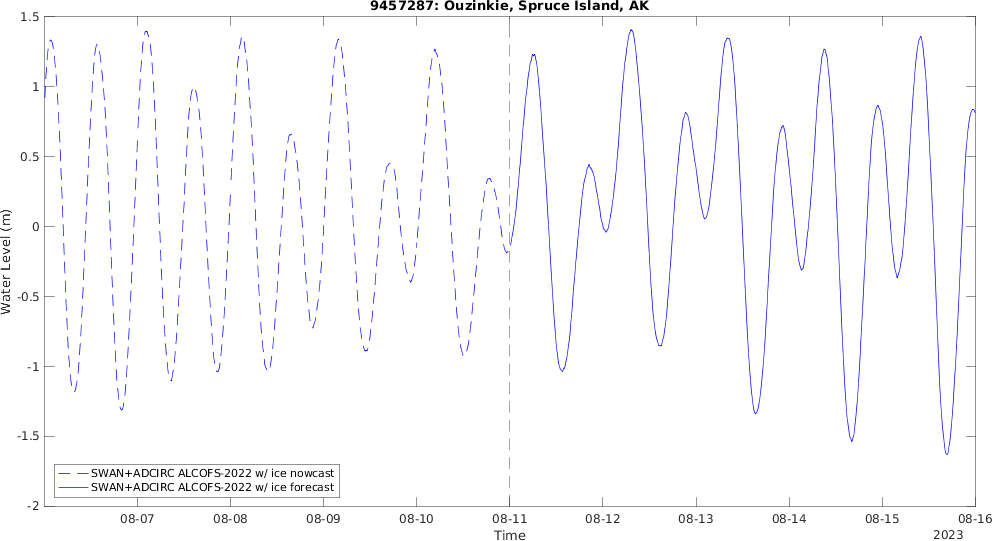 9457287: Ouzinkie, Spruce Island, AK
1.5
1
0.5
0
-0.5
-1
-1.5
-2
Water Level (m)
SWAN+ADCIRC ALCOFS-2022 w/ ice nowcast
SWAN+ADCIRC ALCOFS-2022 w/ ice forecast
08-07 08-08 08-09 08-10 08-11 08-12 08-13 08-14 08-15 08-16
Time
2023